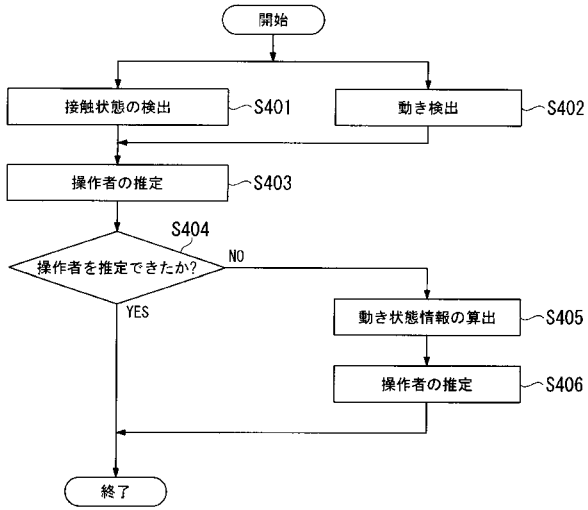 開始
接触状態の検出
S401
動き検出
S402
操作者の推定
S403
S404
操作者を推定できたか?
NO
YES
動き状態情報の算出
S405
操作者の推定
S406
終了